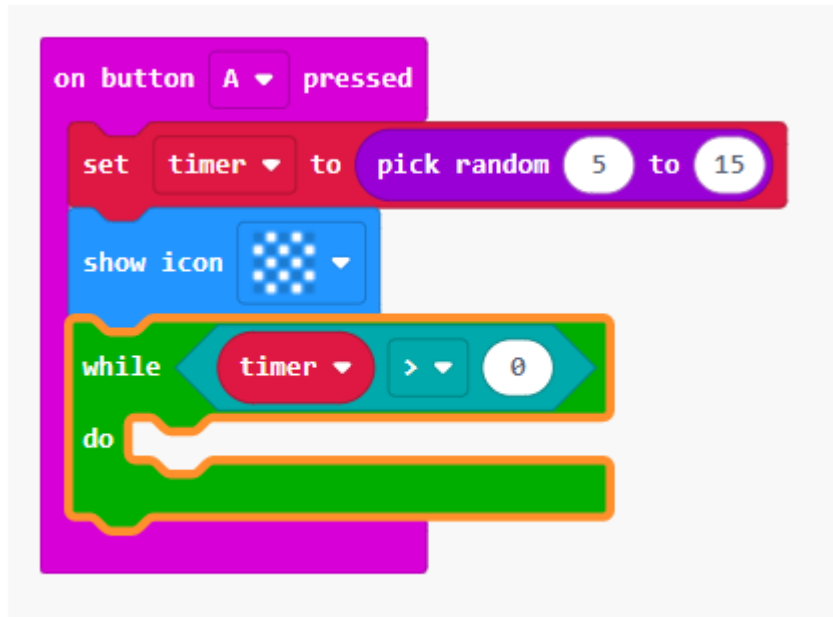 on button A pressed
set timer to pick random 5 to 15
show icon
while timer > 0
do